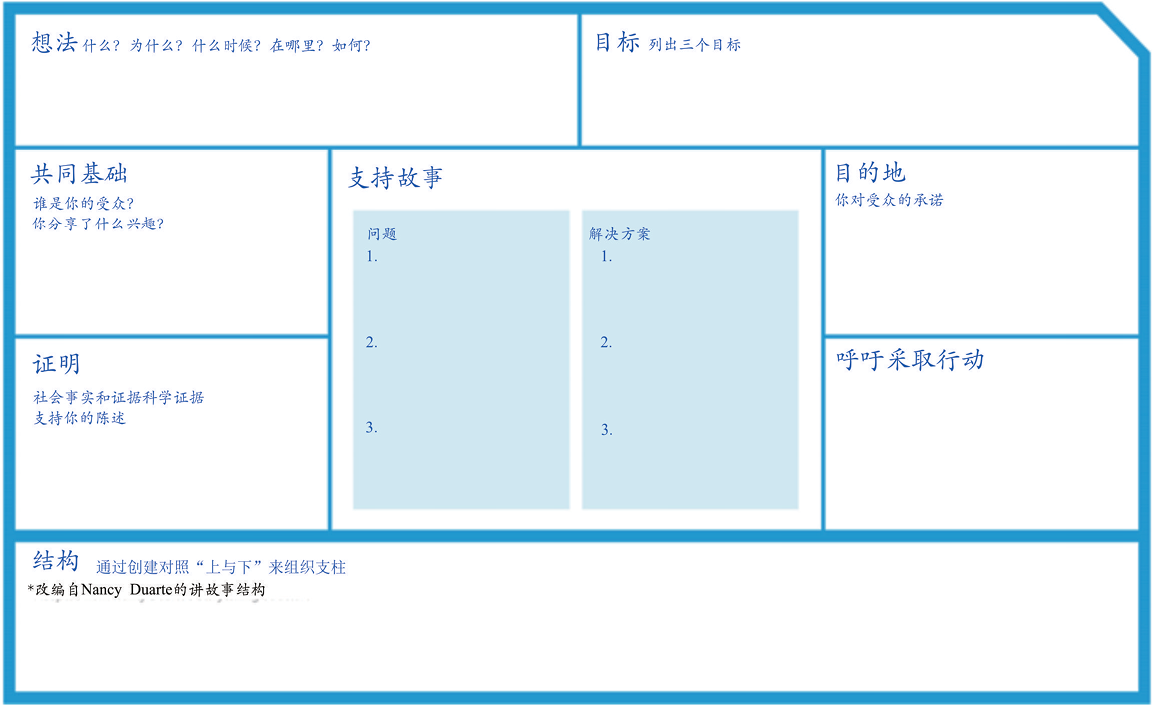 想法 什么？为什么？什么时候？在哪里？如何？
目标 列出三个目标
共同基础
谁是你的受众？
你分享了什么兴趣？
支持故事
问题
1.
2.
3.
解决方案
1.
2.
3.
目的地
你对受众的承诺
证明
社会事实和证据科学证据
支持你的陈述
呼吁采取行动
结构 通过创建对照“上与下”来组织支柱
*改编自Nancy Duarte的讲故事结构